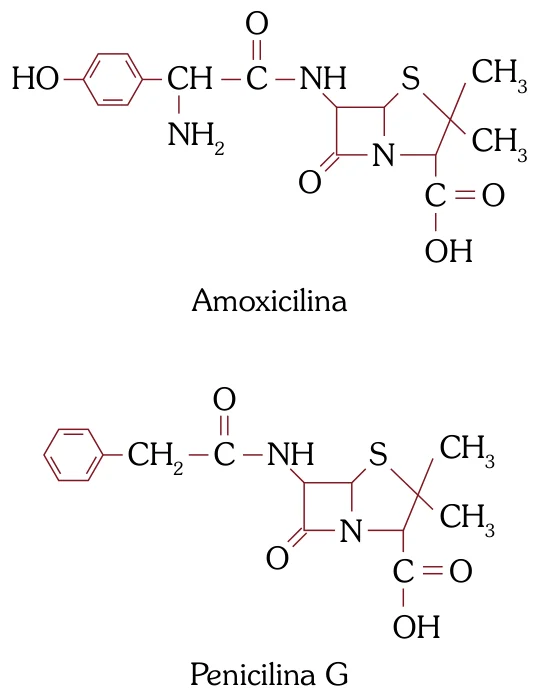 O
HO CH C NH S CH₃
NH₂ CH₃
O N
C = O
OH
Amoxicilina
O
CH₂ C NH S CH₃
CH₃
O N
C = O
OH
Penicilina G